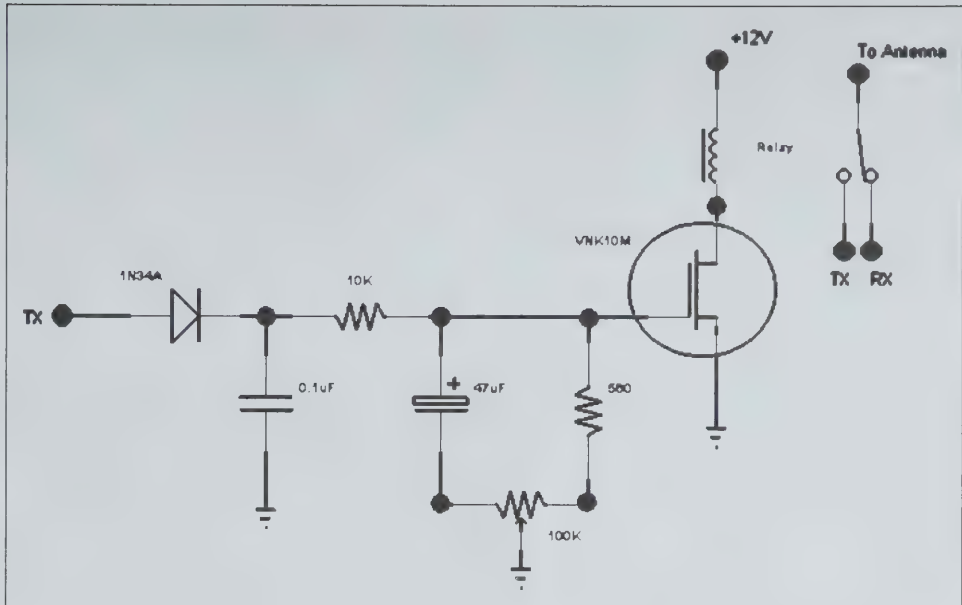 +12V
To Antenna
Relay
VNK10M
1N34A
10K
TX
TX RX
0.1uF
+
47uF
560
100K